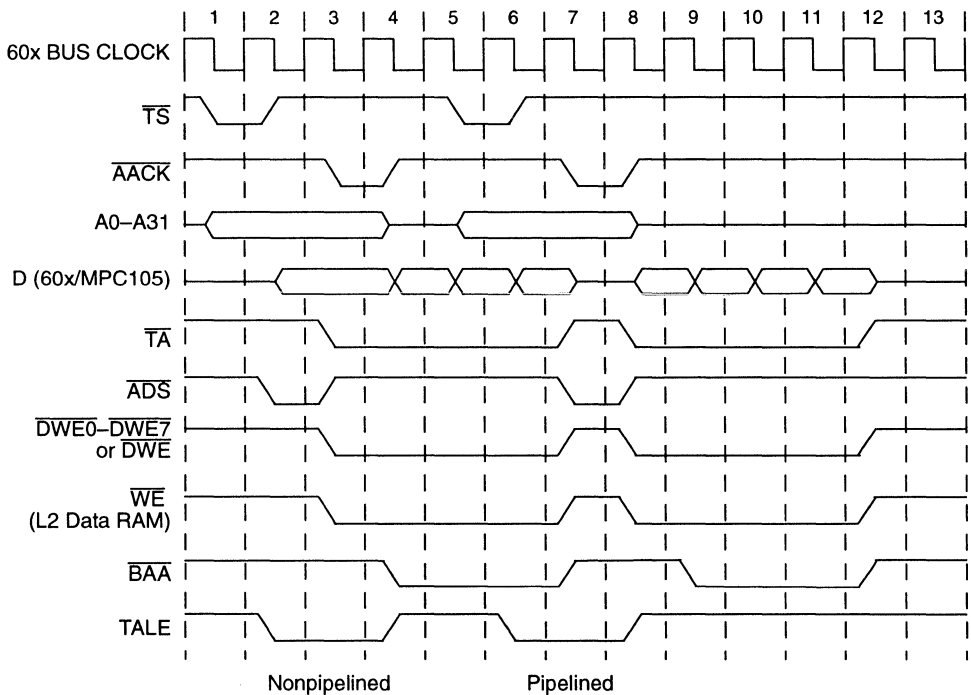 1 2 3 4 5 6 7 8 9 10 11 12 13
60x BUS CLOCK
TS
AACK
A0–A31
D (60x/MPC105)
TA
ADS
DWE0–DWE7
or DWE
WE
(L2 Data RAM)
BAA
TALE
Nonpipelined Pipelined